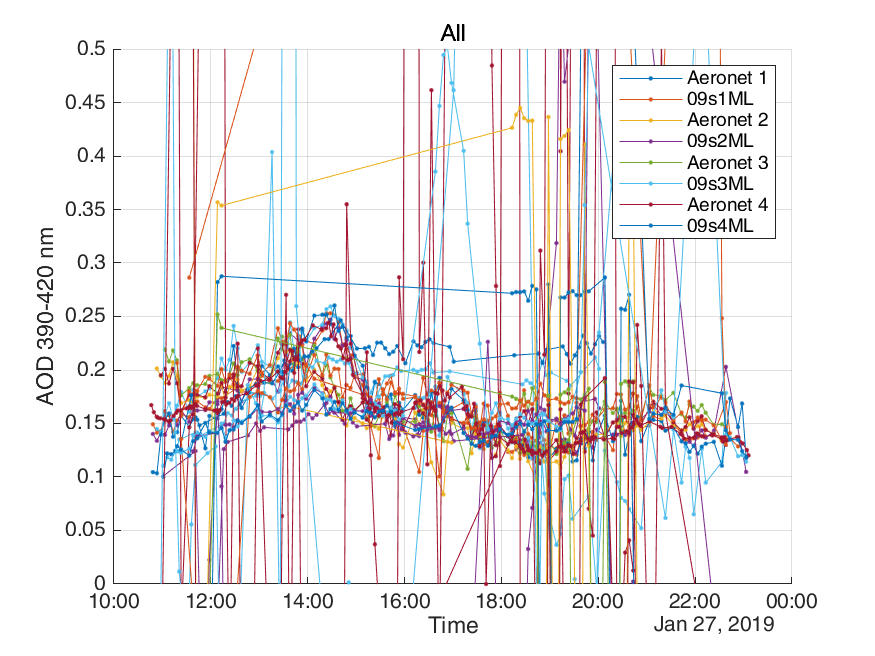 All
0.5
0.45
0.4
0.35
0.3
0.25
0.2
0.15
0.1
0.05
0
AOD 390-420 nm
Aeronet 1
09s1ML
Aeronet 2
09s2ML
Aeronet 3
09s3ML
Aeronet 4
09s4ML
10:00 12:00 14:00 16:00 18:00 20:00 22:00 00:00
Time
Jan 27, 2019